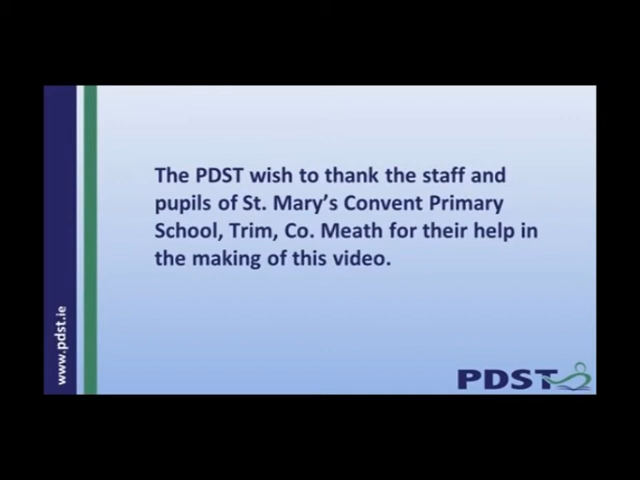 The PDST wish to thank the staff and
pupils of St. Mary's Convent Primary
School, Trim, Co. Meath for their help in
the making of this video.
www.pdst.ie
PDST